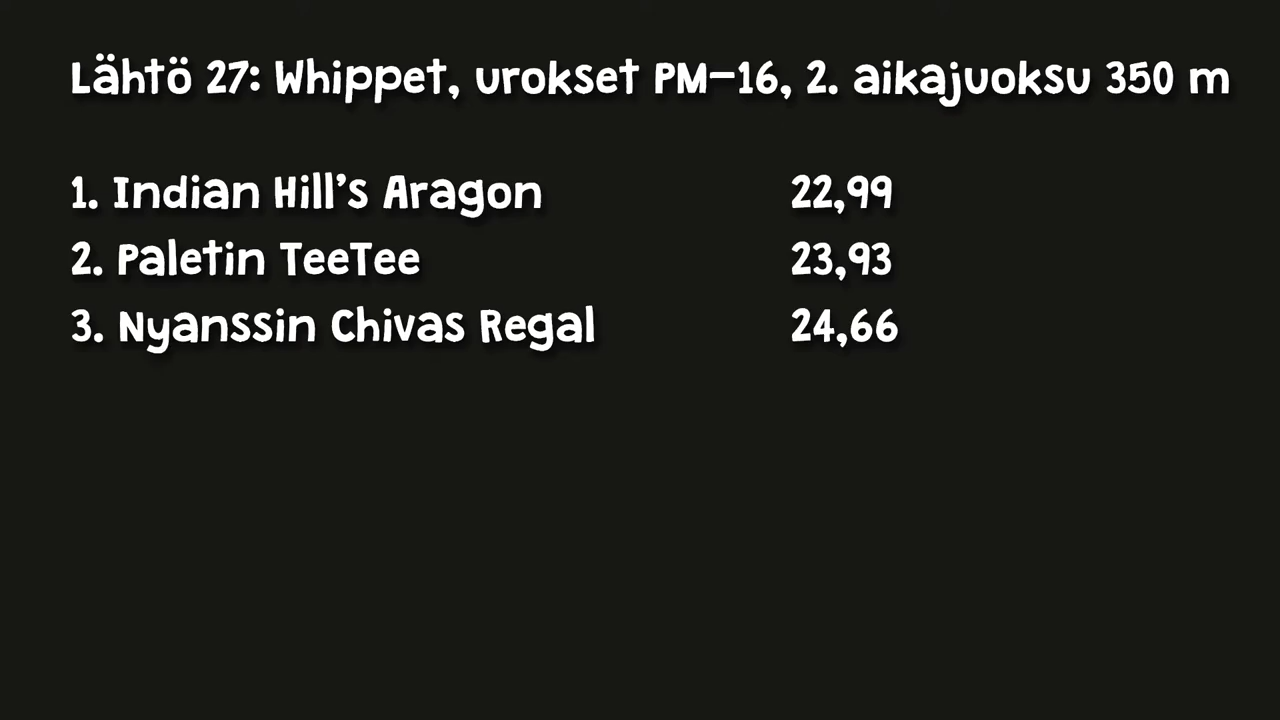 Lähtö 27: Whippet, urokset PM-16, 2. aikajuoksu 350 m
1. Indian Hill's Aragon 22,99
2. Paletin TeeTee 23,93
3. Nyanssin Chivas Regal 24,66